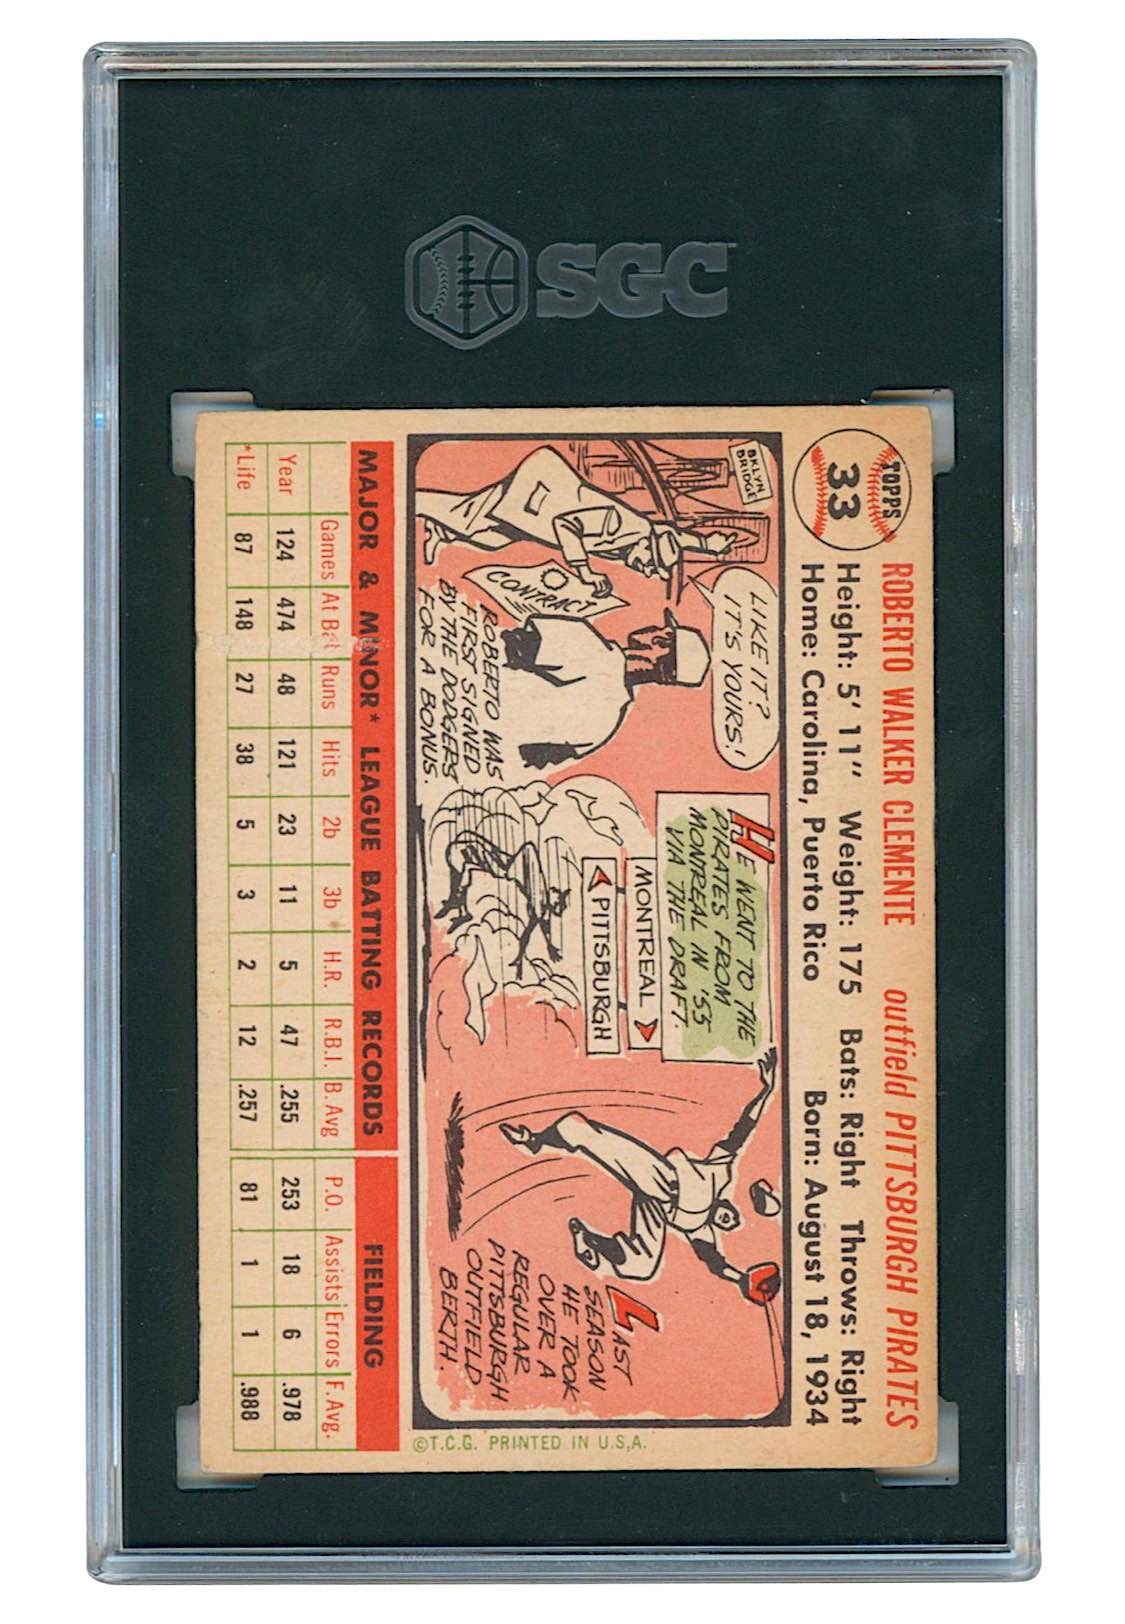 SGC
TOPPS
33
ROBERTO WALKER CLEMENTE outfield PITTSBURGH PIRATES
Height: 5' 11" Weight: 175 Bats: Right Throws: Right
Home: Carolina, Puerto Rico Born: August 18, 1934
BKLYN
BRIDGE
LIKE IT?
IT'S YOURS!
CONTRACT
ROBERTO WAS
FIRST SIGNED
BY THE DODGERS
FOR A BONUS.
HE WENT TO THE
PIRATES FROM
MONTREAL IN '55
VIA THE DRAFT.
MONTREAL
PITTSBURGH
LAST
SEASON
HE TOOK
OVER A
REGULAR
PITTSBURGH
OUTFIELD
BERTH.
©T.C.G. PRINTED IN U.S.A.
MAJOR & MINOR* LEAGUE BATTING RECORDS FIELDING
Games At Bat Runs Hits 2b 3b H.R. R.B.I. B. Avg P.O. Assists Errors F. Avg.
Year 124 474 48 121 23 11 5 47 .255 253 18 6 .978
*Life 87 148 27 38 5 3 2 12 .257 81 1 1 .988